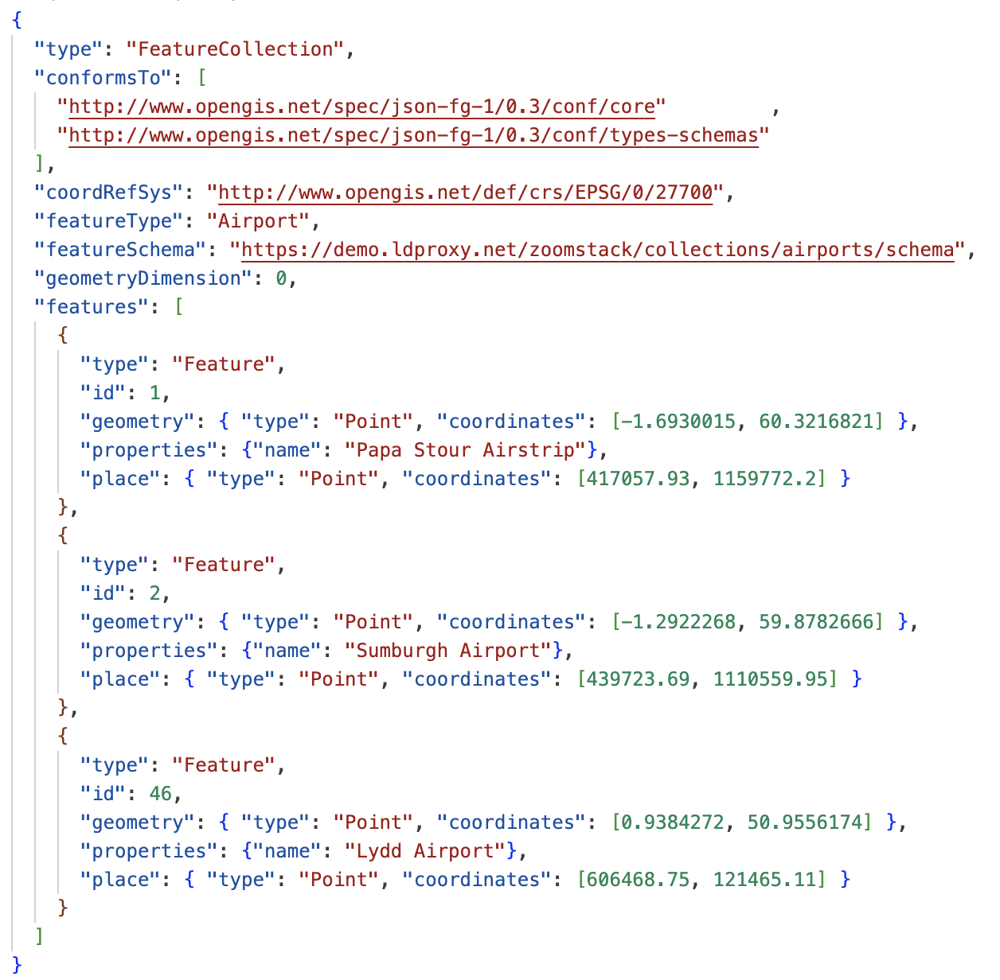 {
"type": "FeatureCollection",
"conformsTo": [
"http://www.opengis.net/spec/json-fg-1/0.3/conf/core" ,
"http://www.opengis.net/spec/json-fg-1/0.3/conf/types-schemas"
],
"coordRefSys": "http://www.opengis.net/def/crs/EPSG/0/27700",
"featureType": "Airport",
"featureSchema": "https://demo.ldproxy.net/zoomstack/collections/airports/schema",
"geometryDimension": 0,
"features": [
{
"type": "Feature",
"id": 1,
"geometry": { "type": "Point", "coordinates": [-1.6930015, 60.3216821] },
"properties": {"name": "Papa Stour Airstrip"},
"place": { "type": "Point", "coordinates": [417057.93, 1159772.2] }
},
{
"type": "Feature",
"id": 2,
"geometry": { "type": "Point", "coordinates": [-1.2922268, 59.8782666] },
"properties": {"name": "Sumburgh Airport"},
"place": { "type": "Point", "coordinates": [439723.69, 1110559.95] }
},
{
"type": "Feature",
"id": 46,
"geometry": { "type": "Point", "coordinates": [0.9384272, 50.9556174] },
"properties": {"name": "Lydd Airport"},
"place": { "type": "Point", "coordinates": [606468.75, 121465.11] }
}
]
}